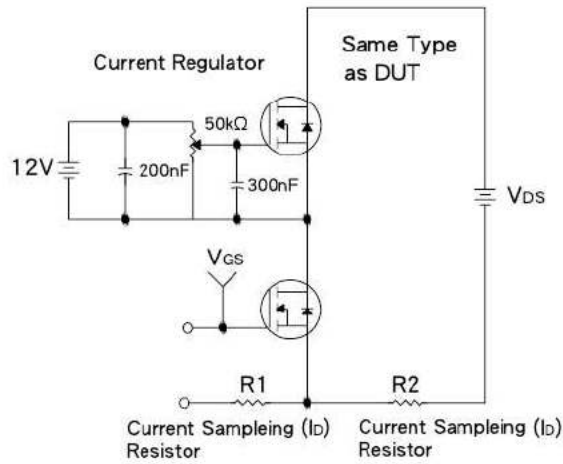 Same Type
as DUT
Current Regulator
50kΩ
12V
200nF
300nF
VDS
VGS
R1
R2
Current Sampleing (ID)
Resistor
Current Sampleing (ID)
Resistor